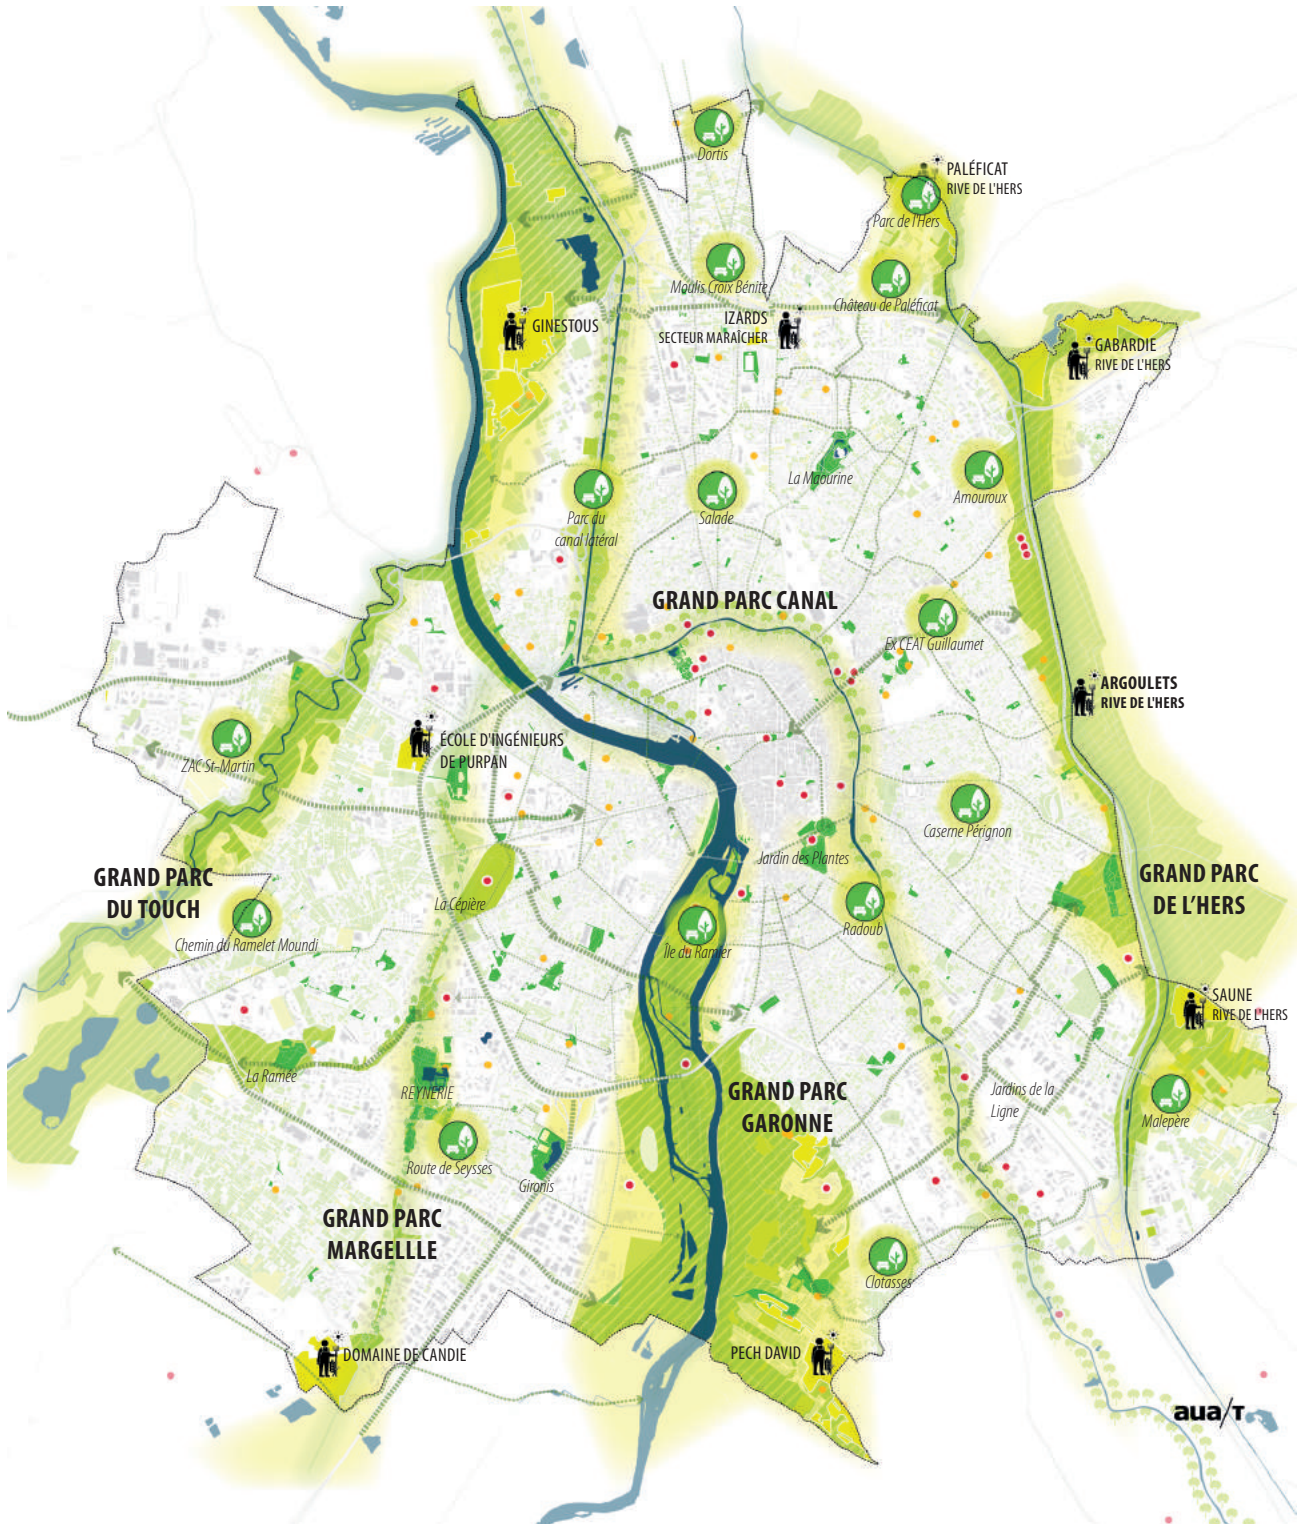 Dortis
PALÉFICAT
RIVE DE L'HERS
Parc de l'Hers
Moulis Croix Bénite
Château de Paléficat
GINESTOUS
IZARDS
SECTEUR MARAÎCHER
GABARDIE
RIVE DE L'HERS
La Maourine
Amouroux
Parc du
canal latéral
Salade
GRAND PARC CANAL
Ex CEAT Guillaumet
ARGOULETS
RIVE DE L'HERS
ÉCOLE D'INGÉNIEURS
DE PURPAN
ZAC St-Martin
Caserne Pérignon
Jardin des Plantes
GRAND PARC
DU TOUCH
GRAND PARC
DE L'HERS
La Cépière
Chemin du Ramelet Moundi
Radoub
Île du Ramier
SAUNE
RIVE DE L'HERS
La Ramée
REYNERIE
GRAND PARC
GARONNE
Jardins de la
Ligne
Malepère
Route de Seysses
Gironis
GRAND PARC
MARGELLLE
Clotasses
DOMAINE DE CANDIE
PECH DAVID
aua/T